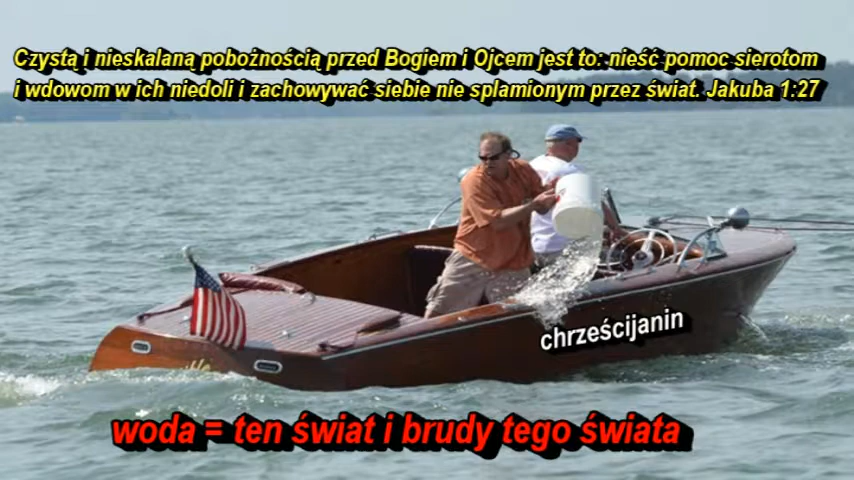 Czystą i nieskalaną pobożnością przed Bogiem i Ojcem jest to: nieść pomoc sierotom
i wdowom w ich niedoli i zachowywać siebie nie splamionym przez świat. Jakuba 1:27
chrześcijanin
woda = ten świat i brudy tego świata